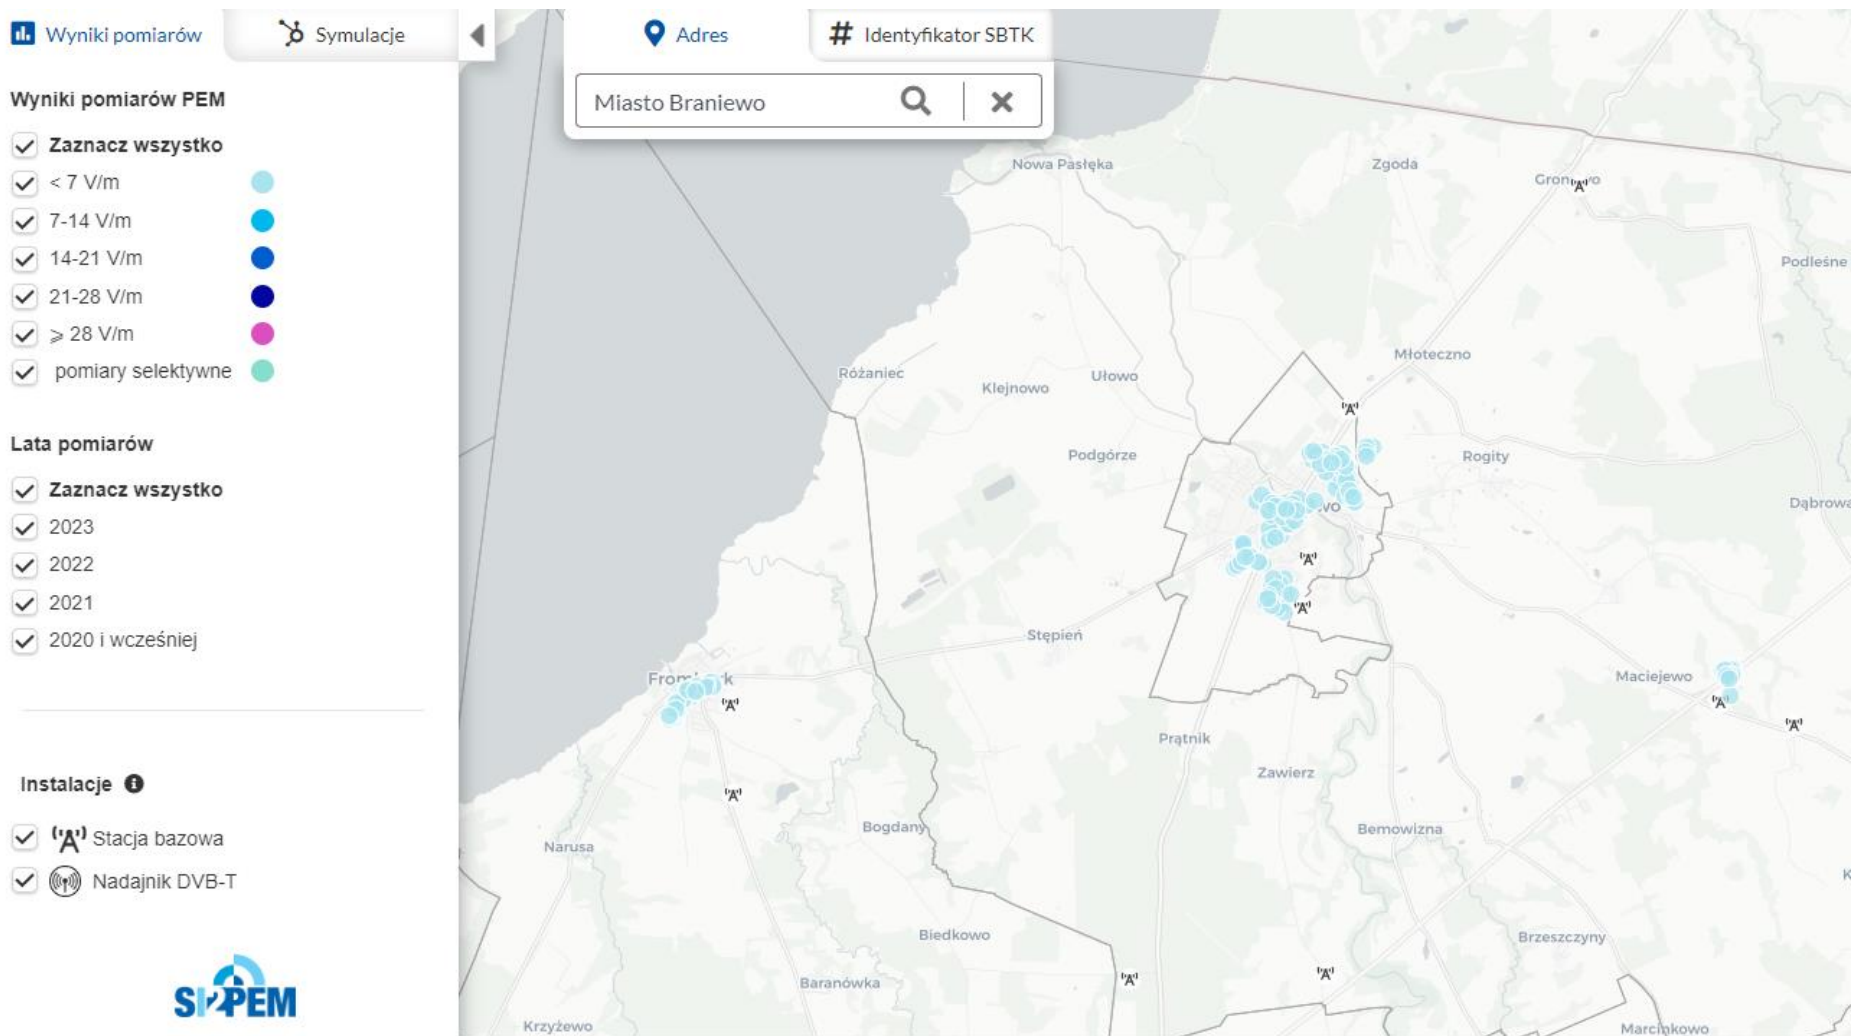 Wyniki pomiarów
Symulacje
Adres
# Identyfikator SBTK
Miasto Braniewo
Wyniki pomiarów PEM
Zaznacz wszystko
< 7 V/m
7-14 V/m
14-21 V/m
21-28 V/m
⩾ 28 V/m
pomiary selektywne
Lata pomiarów
Zaznacz wszystko
2023
2022
2021
2020 i wcześniej
Instalacje
Stacja bazowa
Nadajnik DVB-T
SI2PEM
Nowa Pasłęka
Zgoda
Podleśne
Młoteczno
Różaniec
Klejnowo
Ułowo
Podgórze
Rogity
Dąbrowa
Stępień
Maciejewo
Prątnik
Zawierz
Bogdany
Bemowizna
Narusa
Biedkowo
Brzeszczyny
Baranówka
Krzyżewo
Marcinkowo